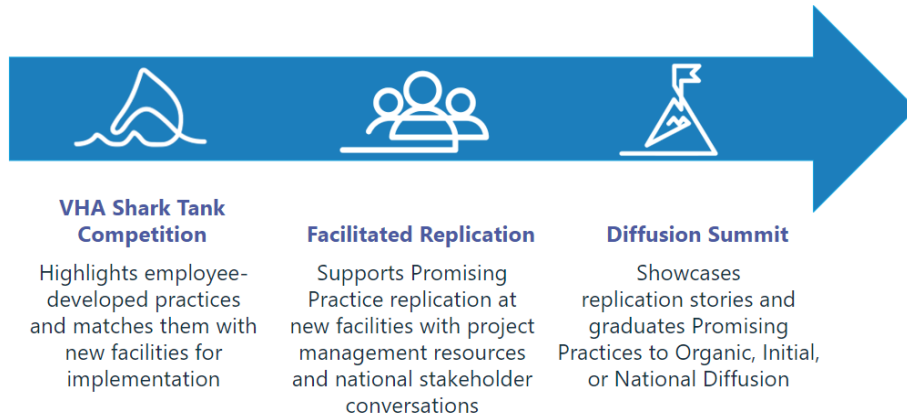 VHA Shark Tank
Competition
Highlights employee-
developed practices
and matches them with
new facilities for
implementation
Facilitated Replication
Supports Promising
Practice replication at
new facilities with project
management resources
and national stakeholder
conversations
Diffusion Summit
Showcases
replication stories and
graduates Promising
Practices to Organic, Initial,
or National Diffusion